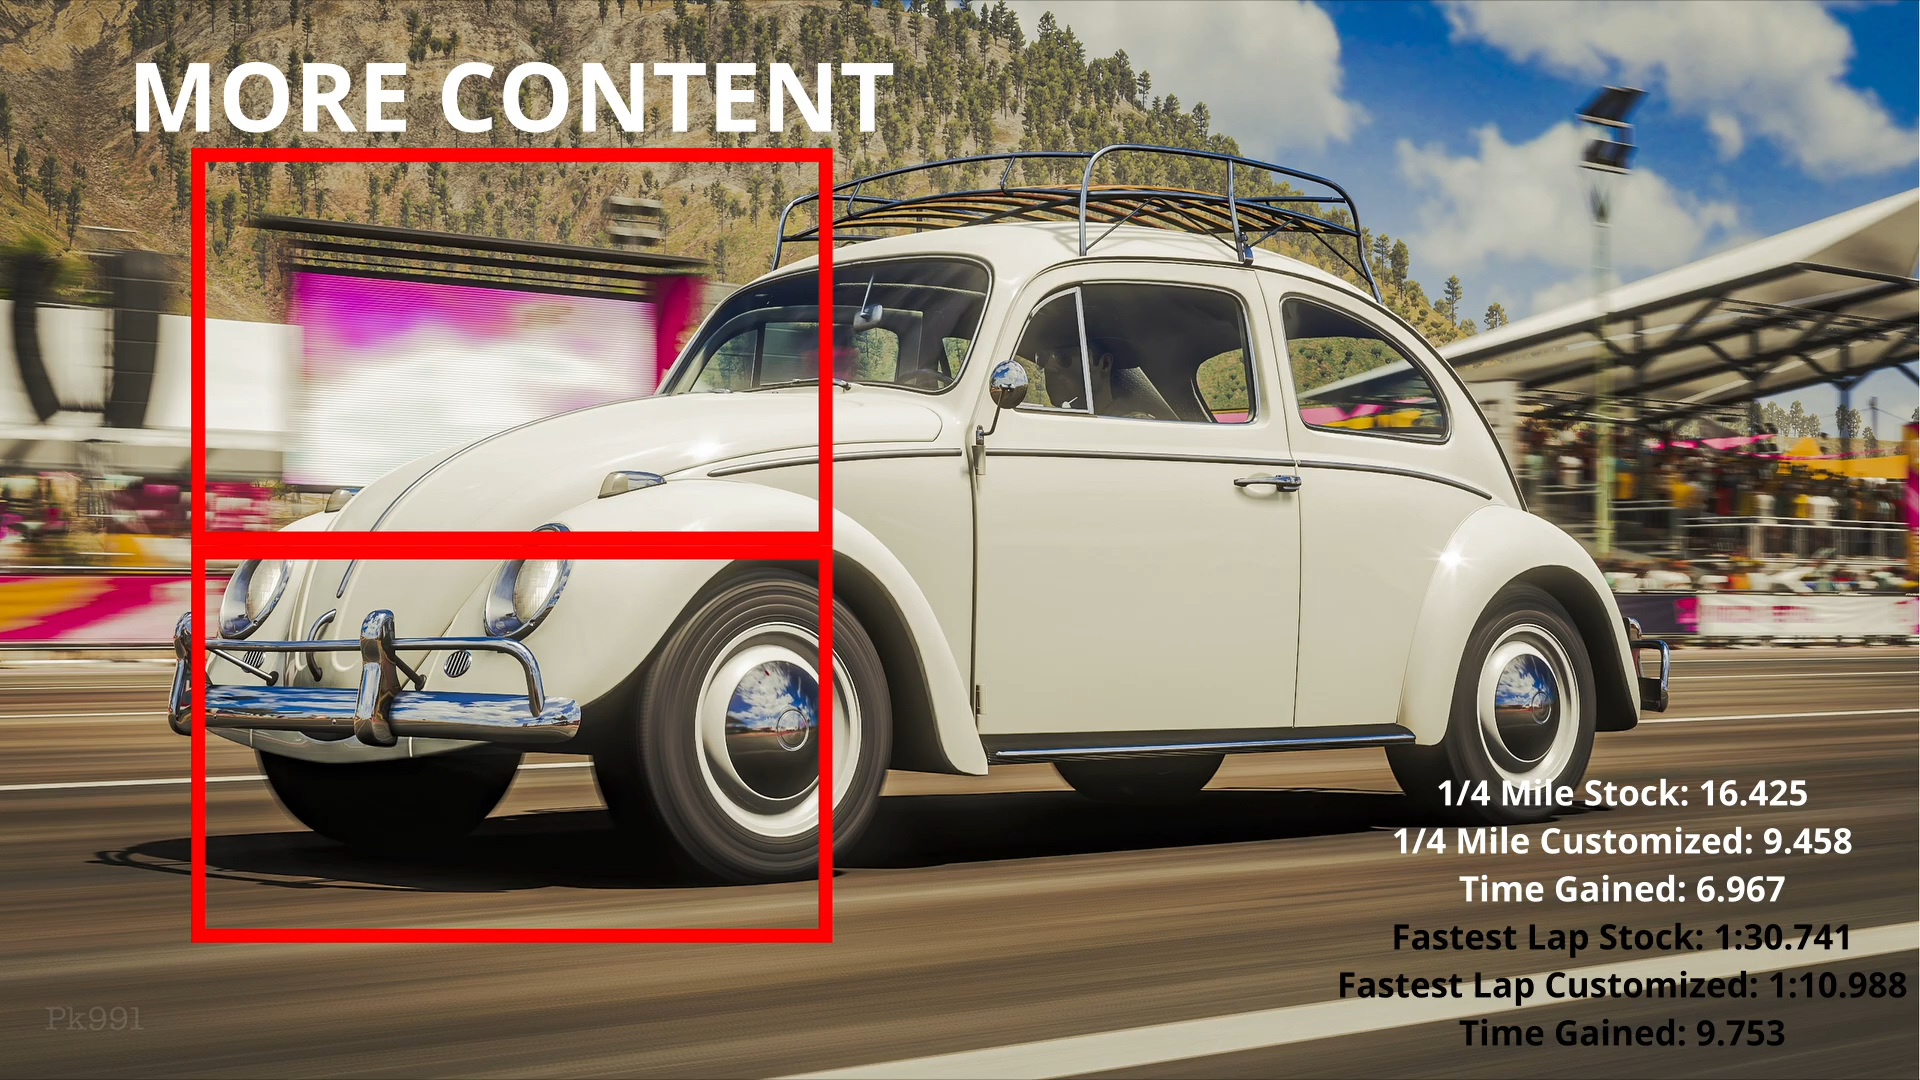 MORE CONTENT
1/4 Mile Stock: 16.425
1/4 Mile Customized: 9.458
Time Gained: 6.967
Fastest Lap Stock: 1:30.741
Fastest Lap Customized: 1:10.988
Time Gained: 9.753
Pk991